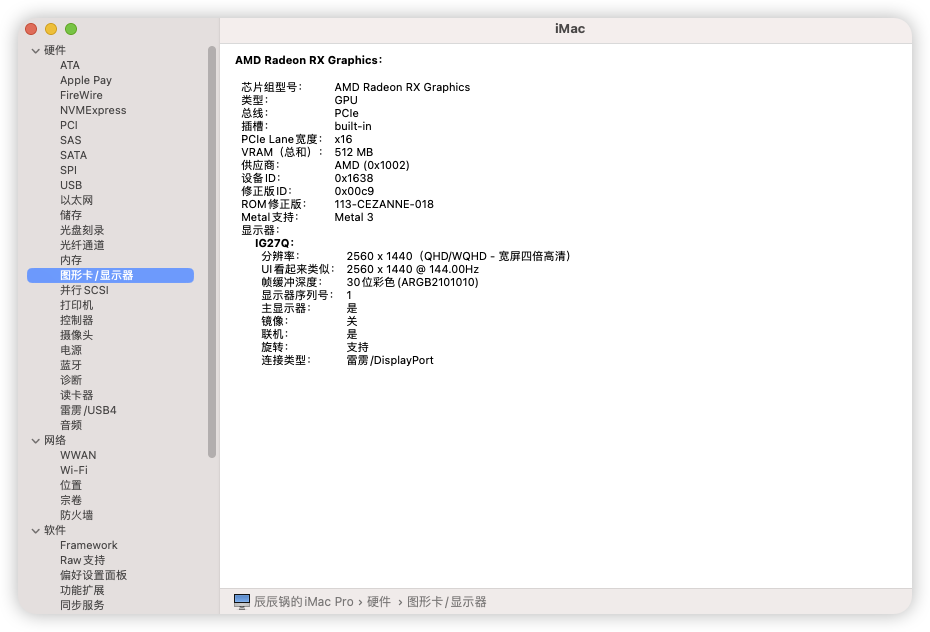 iMac
硬件
ATA
Apple Pay
FireWire
NVMExpress
PCI
SAS
SATA
SPI
USB
以太网
储存
光盘刻录
光纤通道
内存
图形卡/显示器
并行SCSI
打印机
控制器
摄像头
电源
蓝牙
诊断
读卡器
雷雳/USB4
音频
网络
WWAN
Wi-Fi
位置
宗卷
防火墙
软件
Framework
Raw支持
偏好设置面板
功能扩展
同步服务
AMD Radeon RX Graphics：
芯片组型号： AMD Radeon RX Graphics
类型： GPU
总线： PCIe
插槽： built-in
PCIe Lane宽度： x16
VRAM（总和）： 512 MB
供应商： AMD (0x1002)
设备ID： 0x1638
修正版ID： 0x00c9
ROM修正版： 113-CEZANNE-018
Metal支持： Metal 3
显示器：
IG27Q：
分辨率： 2560 x 1440（QHD/WQHD - 宽屏四倍高清）
UI看起来类似： 2560 x 1440 @ 144.00Hz
帧缓冲深度： 30位彩色 (ARGB2101010)
显示器序列号： 1
主显示器： 是
镜像： 关
联机： 是
旋转： 支持
连接类型： 雷雳/DisplayPort
辰辰锅的iMac Pro › 硬件 › 图形卡/显示器